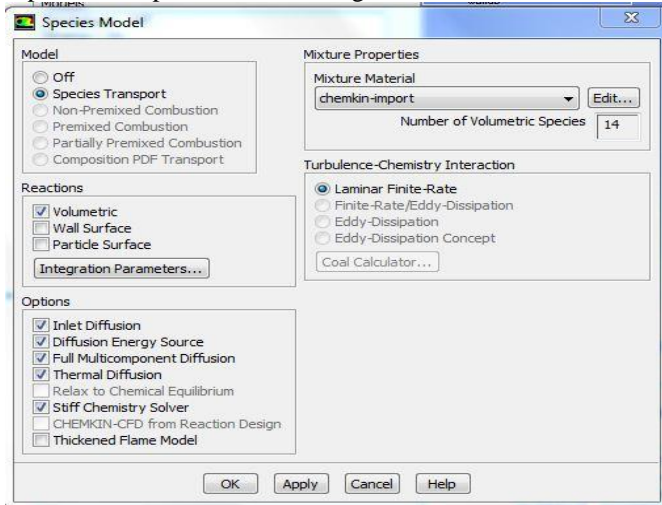 Species Model
Model
Off
Species Transport
Non-Premixed Combustion
Premixed Combustion
Partially Premixed Combustion
Composition PDF Transport
Reactions
Volumetric
Wall Surface
Particle Surface
Integration Parameters...
Options
Inlet Diffusion
Diffusion Energy Source
Full Multicomponent Diffusion
Thermal Diffusion
Relax to Chemical Equilibrium
Stiff Chemistry Solver
CHEMKIN-CFD from Reaction Design
Thickened Flame Model
Mixture Properties
Mixture Material
chemkin-import Edit...
Number of Volumetric Species 14
Turbulence-Chemistry Interaction
Laminar Finite-Rate
Finite-Rate/Eddy-Dissipation
Eddy-Dissipation
Eddy-Dissipation Concept
Coal Calculator...
OK Apply Cancel Help